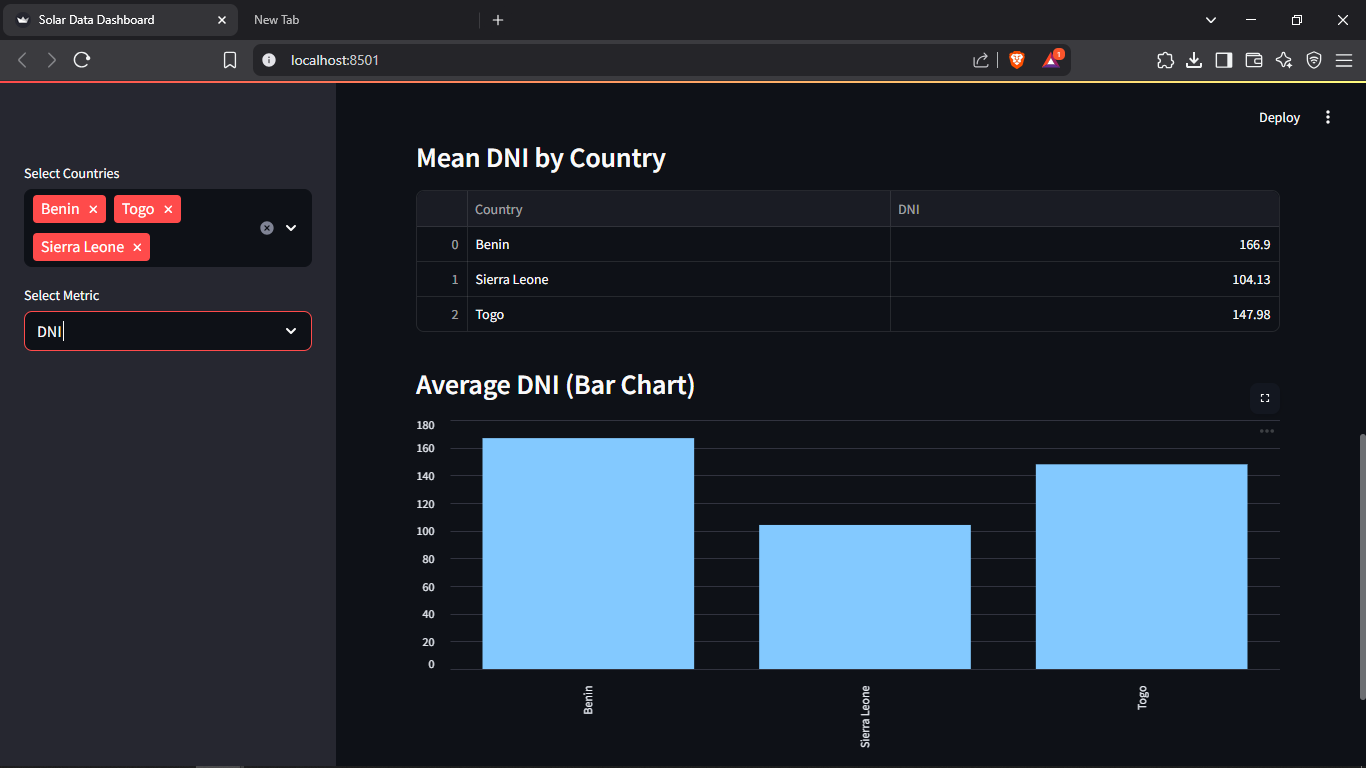 Solar Data Dashboard
New Tab
localhost:8501
1
Deploy
Select Countries
Benin
Togo
Sierra Leone
Select Metric
DNI
Mean DNI by Country
Country DNI
0 Benin 166.9
1 Sierra Leone 104.13
2 Togo 147.98
Average DNI (Bar Chart)
180
160
140
120
100
80
60
40
20
0
Benin
Sierra Leone
Togo